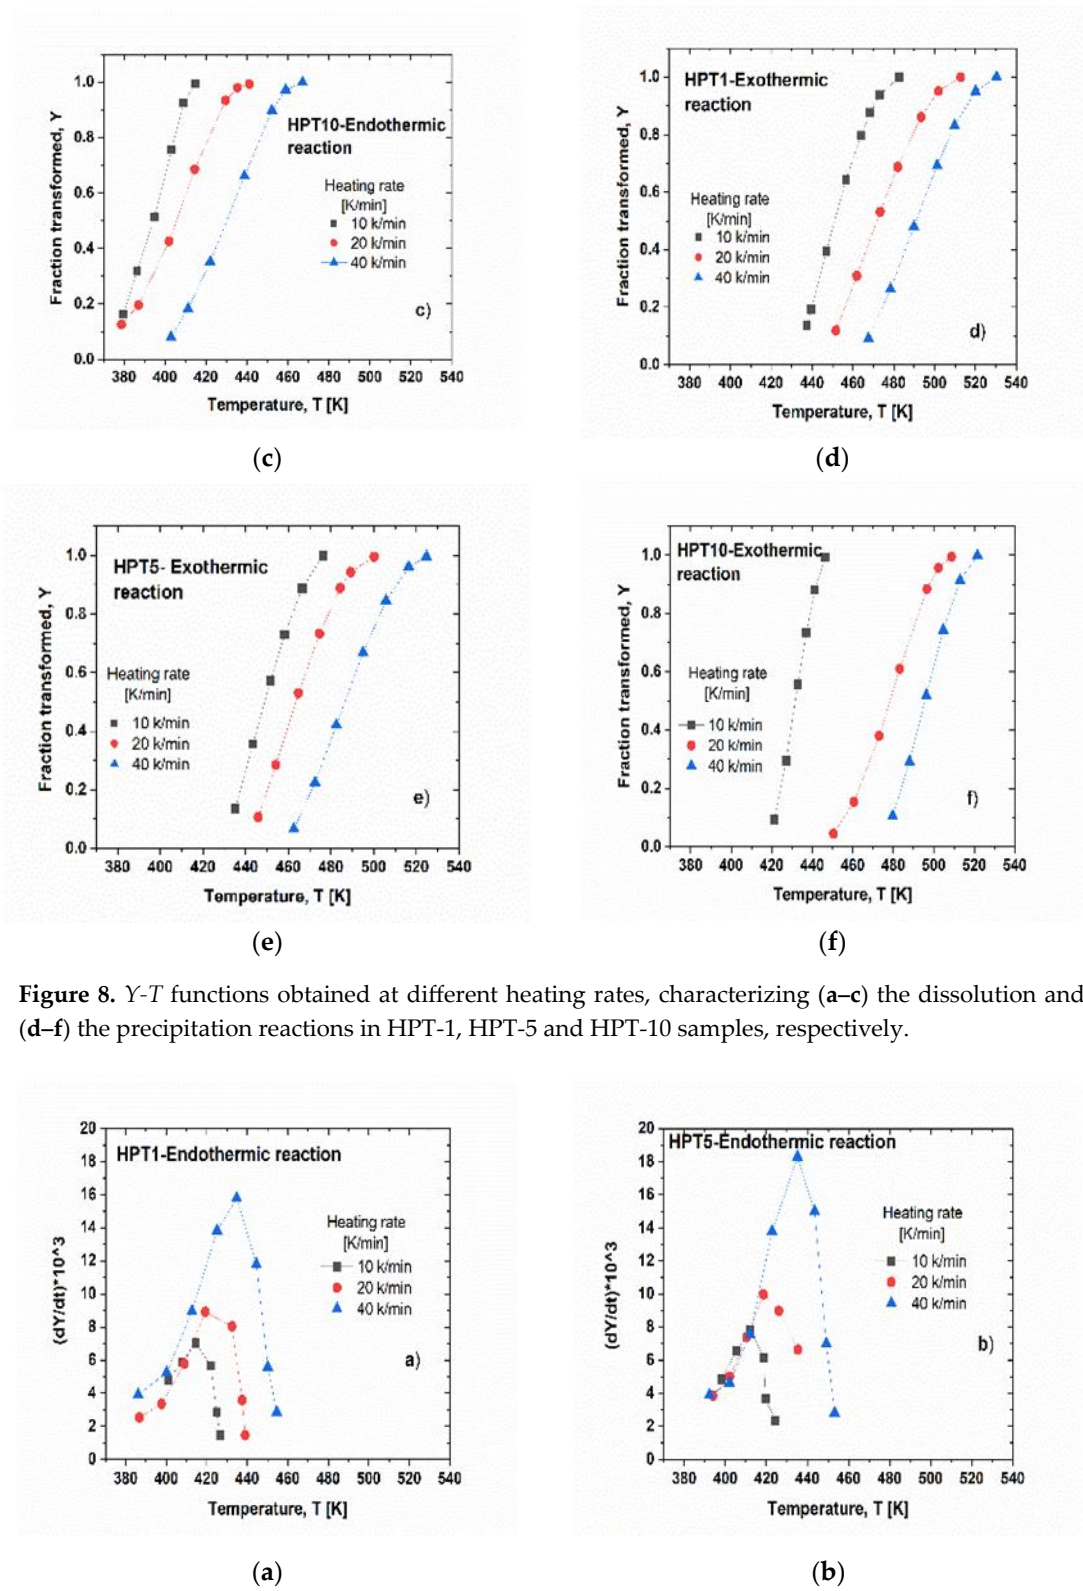 1.0
0.8
0.6
0.4
0.2
0.0
Fraction transformed, Y
HPT10-Endothermic
reaction
Heating rate
[K/min]
10 k/min
20 k/min
40 k/min
c)
380 400 420 440 460 480 500 520 540
Temperature, T [K]
(c)
1.0
0.8
0.6
0.4
0.2
0.0
Fraction transformed, Y
HPT1-Exothermic
reaction
Heating rate
[K/min]
10 k/min
20 k/min
40 k/min
d)
380 400 420 440 460 480 500 520 540
Temperature, T [K]
(d)
1.0
0.8
0.6
0.4
0.2
0.0
Fraction transformed, Y
HPT5- Exothermic
reaction
Heating rate
[K/min]
10 k/min
20 k/min
40 k/min
e)
380 400 420 440 460 480 500 520 540
Temperature, T [K]
(e)
1.0
0.8
0.6
0.4
0.2
0.0
Fraction transformed, Y
HPT10-Exothermic
reaction
Heating rate
[K/min]
10 k/min
20 k/min
40 k/min
f)
380 400 420 440 460 480 500 520 540
Temperature, T [K]
(f)
Figure 8. Y-T functions obtained at different heating rates, characterizing (a–c) the dissolution and
(d–f) the precipitation reactions in HPT-1, HPT-5 and HPT-10 samples, respectively.
20
18
16
14
12
10
8
6
4
2
0
(dY/dt)*10^3
HPT1-Endothermic reaction
Heating rate
[K/min]
10 k/min
20 k/min
40 k/min
a)
380 400 420 440 460 480 500 520 540
Temperature, T [K]
(a)
20
18
16
14
12
10
8
6
4
2
0
(dY/dt)*10^3
HPT5-Endothermic reaction
Heating rate
[K/min]
10 k/min
20 k/min
40 k/min
b)
380 400 420 440 460 480 500 520 540
Temperature, T [K]
(b)